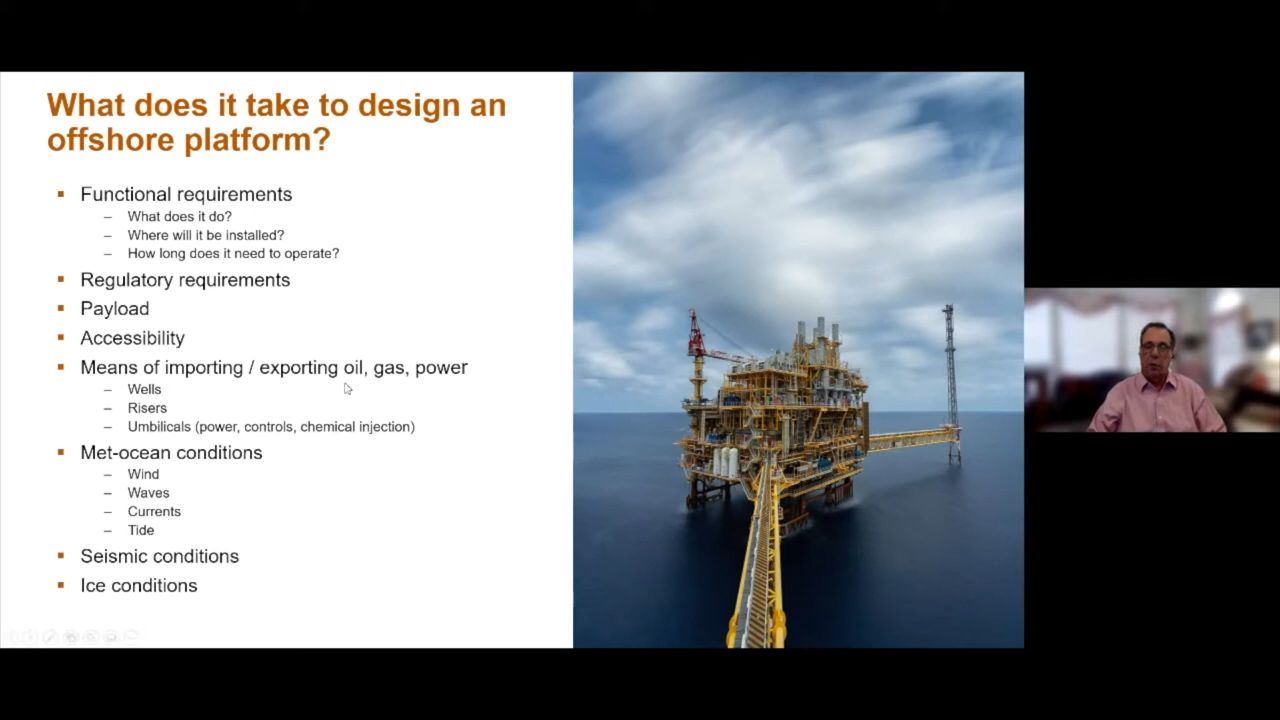 What does it take to design an
offshore platform?
▪ Functional requirements
– What does it do?
– Where will it be installed?
– How long does it need to operate?
▪ Regulatory requirements
▪ Payload
▪ Accessibility
▪ Means of importing / exporting oil, gas, power
– Wells
– Risers
– Umbilicals (power, controls, chemical injection)
▪ Met-ocean conditions
– Wind
– Waves
– Currents
– Tide
▪ Seismic conditions
▪ Ice conditions